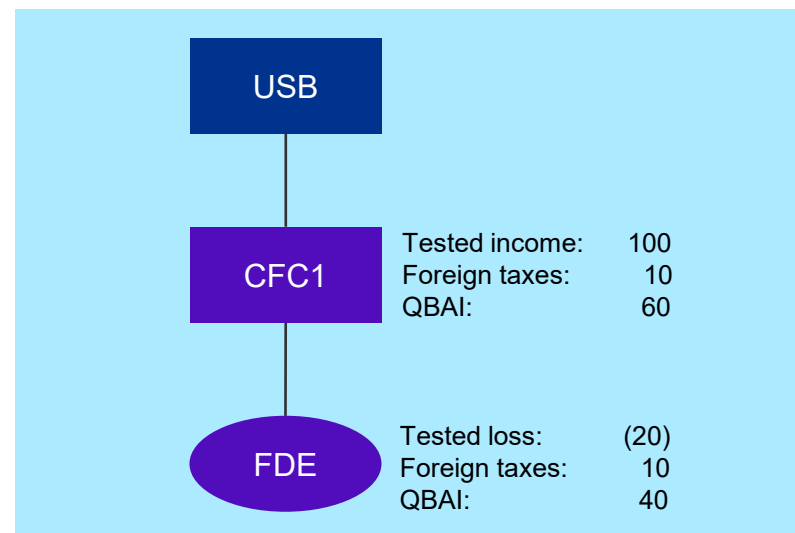 USB
CFC1
Tested income: 100
Foreign taxes: 10
QBAI: 60
FDE
Tested loss: (20)
Foreign taxes: 10
QBAI: 40